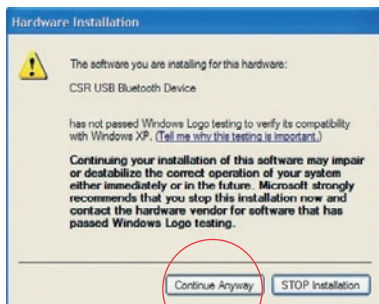 Hardware Installation
The software you are installing for this hardware:
CSR USB Bluetooth Device
has not passed Windows Logo testing to verify its compatibility
with Windows XP. (Tell me why this testing is important.)
Continuing your installation of this software may impair
or destabilize the correct operation of your system
either immediately or in the future. Microsoft strongly
recommends that you stop this installation now and
contact the hardware vendor for software that has
passed Windows Logo testing.
Continue Anyway
STOP Installation